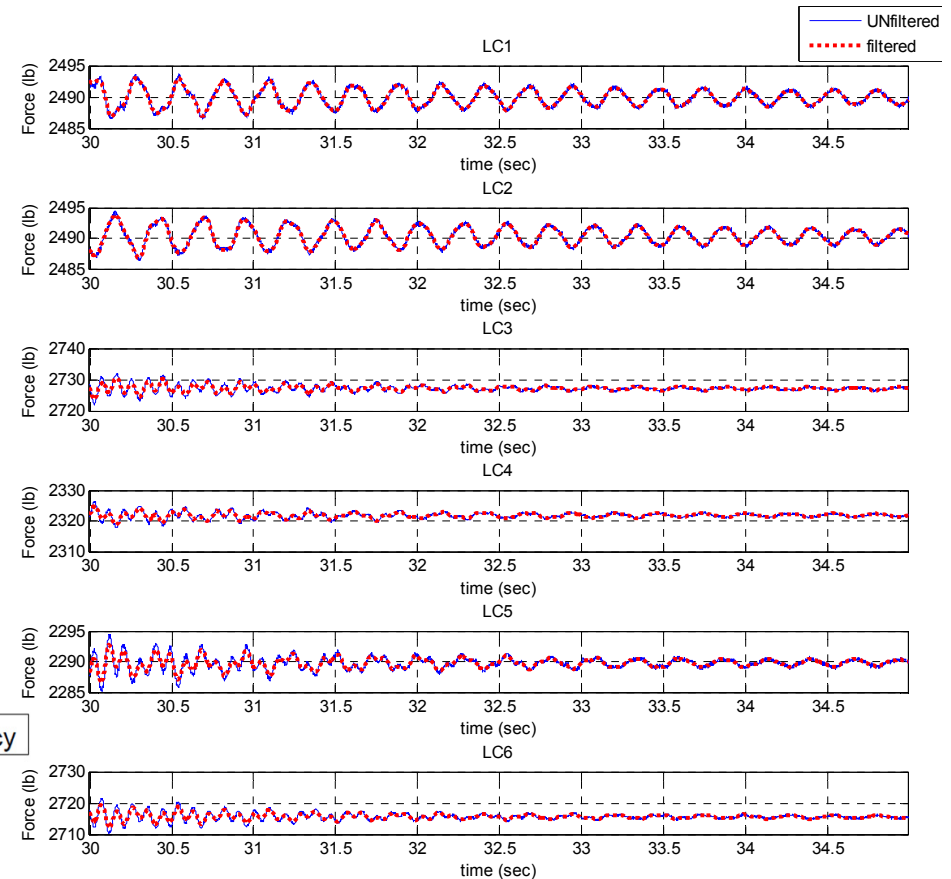 UNfiltered
filtered
LC1
Force (lb)
2495
2490
2485
30 30.5 31 31.5 32 32.5 33 33.5 34 34.5
time (sec)
LC2
Force (lb)
2495
2490
2485
30 30.5 31 31.5 32 32.5 33 33.5 34 34.5
time (sec)
LC3
Force (lb)
2740
2730
2720
30 30.5 31 31.5 32 32.5 33 33.5 34 34.5
time (sec)
LC4
Force (lb)
2330
2320
2310
30 30.5 31 31.5 32 32.5 33 33.5 34 34.5
time (sec)
LC5
Force (lb)
2295
2290
2285
30 30.5 31 31.5 32 32.5 33 33.5 34 34.5
time (sec)
cy
LC6
Force (lb)
2730
2720
2710
30 30.5 31 31.5 32 32.5 33 33.5 34 34.5
time (sec)